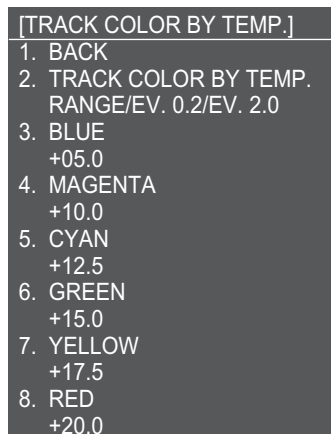 [TRACK COLOR BY TEMP.]
1. BACK
2. TRACK COLOR BY TEMP.
RANGE/EV. 0.2/EV. 2.0
3. BLUE
+05.0
4. MAGENTA
+10.0
5. CYAN
+12.5
6. GREEN
+15.0
7. YELLOW
+17.5
8. RED
+20.0